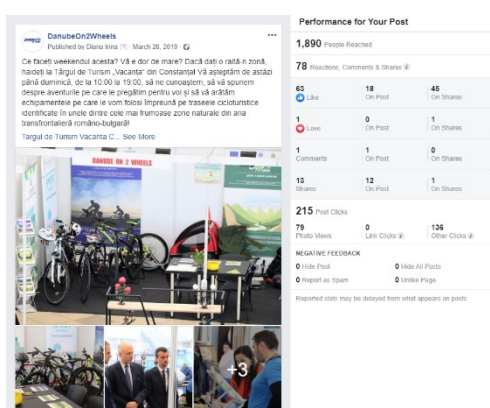 DanubeOn2Wheels
Published by Diana Irina [?] · March 28, 2019 ·
Ce faceți weekendul acesta? Vă e dor de mare? Dacă dați o raită-n zonă,
haideți la Târgul de Turism „Vacanta” din Constanța! Vă așteptăm de astăzi
până duminică, de la 10.00 la 19.00, să ne cunoaștem, să vă spunem
despre aventurile pe care le pregătim pentru voi și să vă arătăm
echipamentele pe care le vom folosi împreună pe traseele cicloturistice
identificate în unele dintre cele mai frumoase zone naturale din aria
transfrontalieră româno-bulgară!
Targul de Turism Vacanta C... See More
DANUBE ON 2 WHEELS
+3
Performance for Your Post
1,890 People Reached
78 Reactions, Comments & Shares
63 Like
18 On Post
45 On Shares
1 Love
0 On Post
1 On Shares
1 Comments
1 On Post
0 On Shares
13 Shares
12 On Post
1 On Shares
215 Post Clicks
79 Photo Views
0 Link Clicks
136 Other Clicks
NEGATIVE FEEDBACK
0 Hide Post
0 Hide All Posts
0 Report as Spam
0 Unlike Page
Reported stats may be delayed from what appears on posts